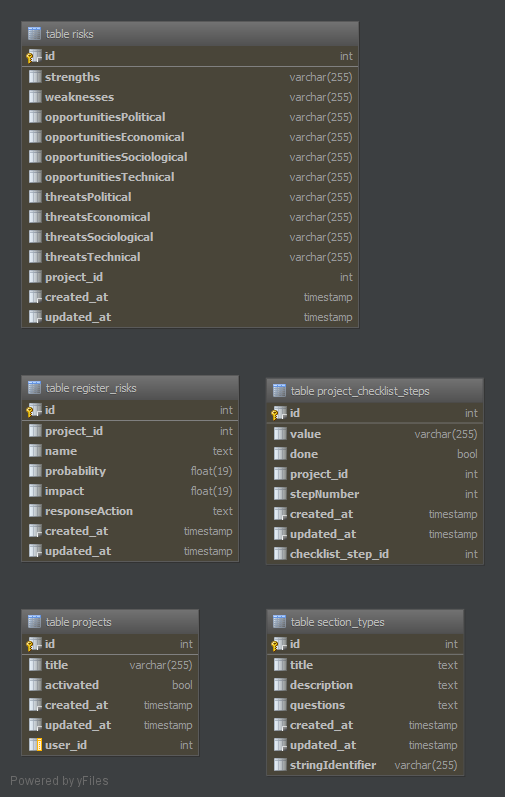 table risks
id int
strengths varchar(255)
weaknesses varchar(255)
opportunitiesPolitical varchar(255)
opportunitiesEconomical varchar(255)
opportunitiesSociological varchar(255)
opportunitiesTechnical varchar(255)
threatsPolitical varchar(255)
threatsEconomical varchar(255)
threatsSociological varchar(255)
threatsTechnical varchar(255)
project_id int
created_at timestamp
updated_at timestamp
table register_risks
id int
project_id int
name text
probability float(19)
impact float(19)
responseAction text
created_at timestamp
updated_at timestamp
table project_checklist_steps
id int
value varchar(255)
done bool
project_id int
stepNumber int
created_at timestamp
updated_at timestamp
checklist_step_id int
table projects
id int
title varchar(255)
activated bool
created_at timestamp
updated_at timestamp
user_id int
table section_types
id int
title text
description text
questions text
created_at timestamp
updated_at timestamp
stringIdentifier varchar(255)
Powered by yFiles